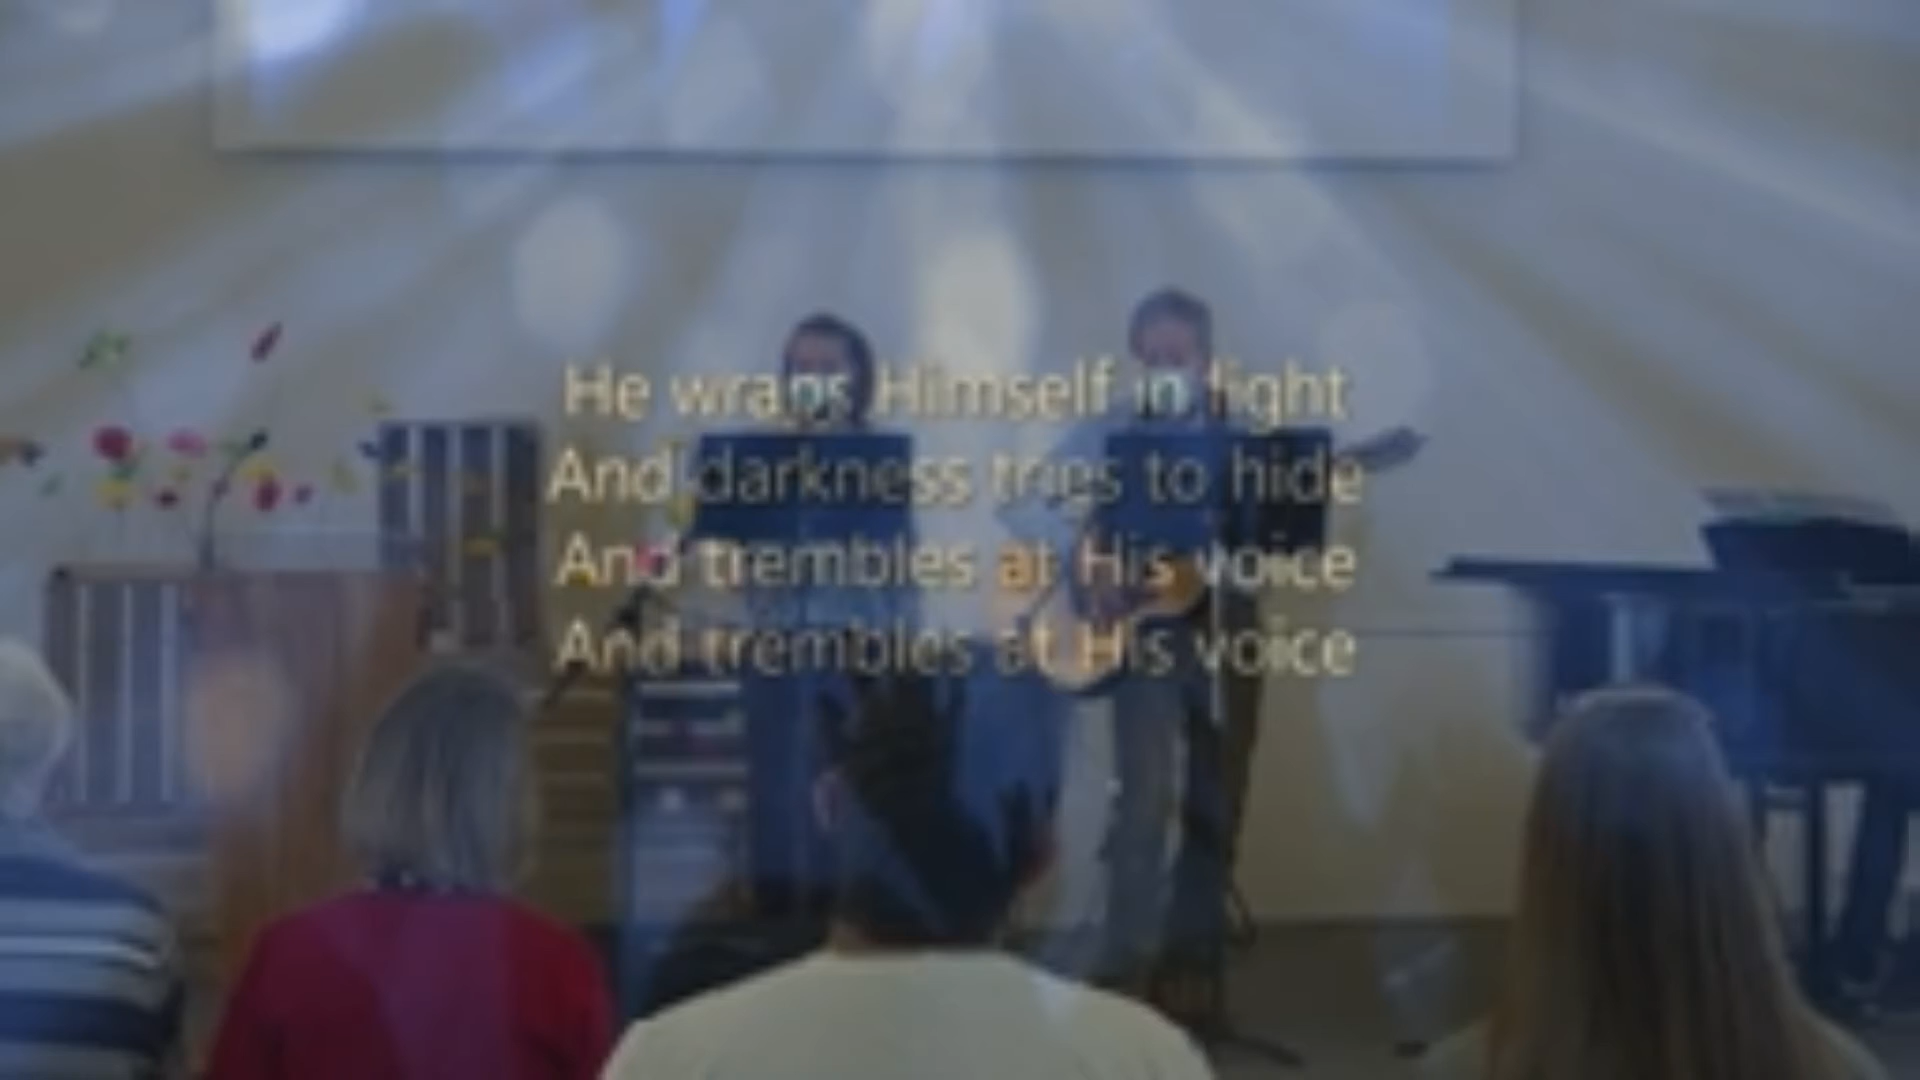 He wraps Himself in light
And darkness tries to hide
And trembles at His voice
And trembles at His voice